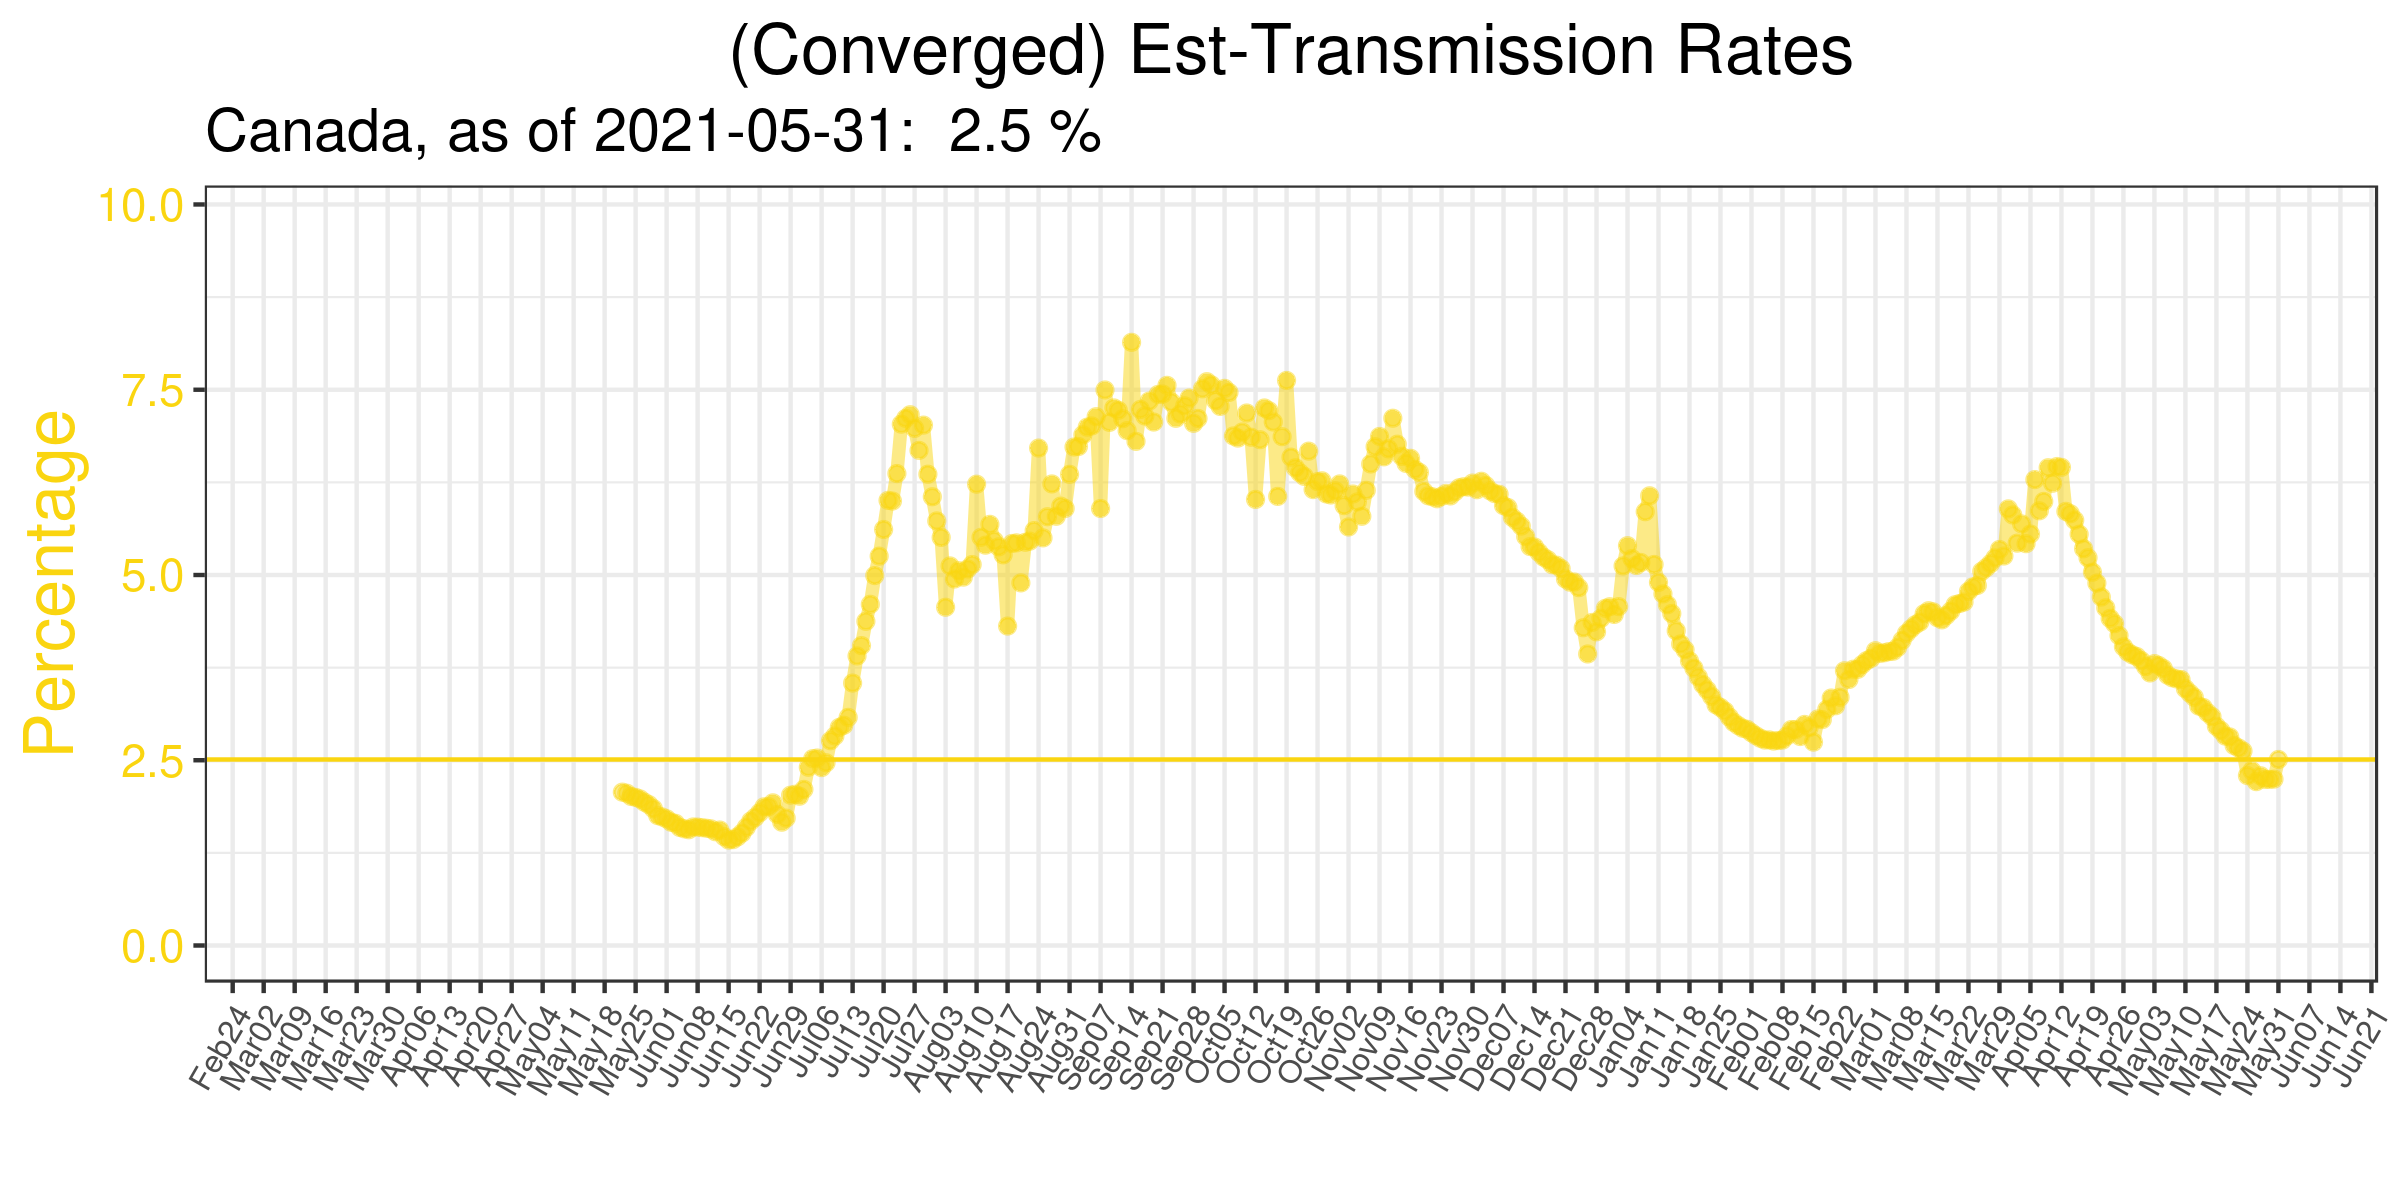 (Converged) Est-Transmission Rates
Canada, as of 2021-05-31:  2.5 %
Percentage
10.0
7.5
5.0
2.5
0.0
Feb24
Mar02
Mar09
Mar16
Mar23
Mar30
Apr06
Apr13
Apr20
Apr27
May04
May11
May18
May25
Jun01
Jun08
Jun15
Jun22
Jun29
Jul06
Jul13
Jul20
Jul27
Aug03
Aug10
Aug17
Aug24
Aug31
Sep07
Sep14
Sep21
Sep28
Oct05
Oct12
Oct19
Oct26
Nov02
Nov09
Nov16
Nov23
Nov30
Dec07
Dec14
Dec21
Dec28
Jan04
Jan11
Jan18
Jan25
Feb01
Feb08
Feb15
Feb22
Mar01
Mar08
Mar15
Mar22
Mar29
Apr05
Apr12
Apr19
Apr26
May03
May10
May17
May24
May31
Jun07
Jun14
Jun21